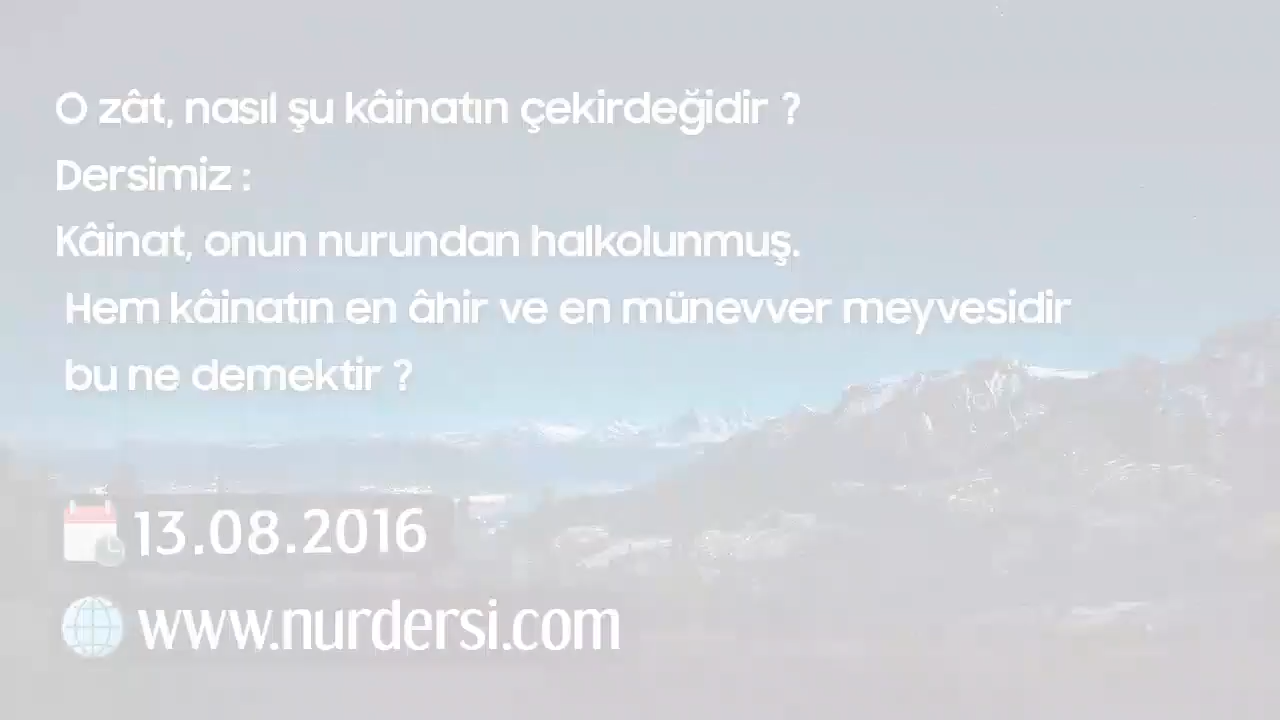 O zât, nasıl şu kâinatın çekirdeğidir ?
Dersimiz :
Kâinat, onun nurundan halkolunmuş.
Hem kâinatın en âhir ve en münevver meyvesidir
bu ne demektir ?
13.08.2016
www.nurdersi.com